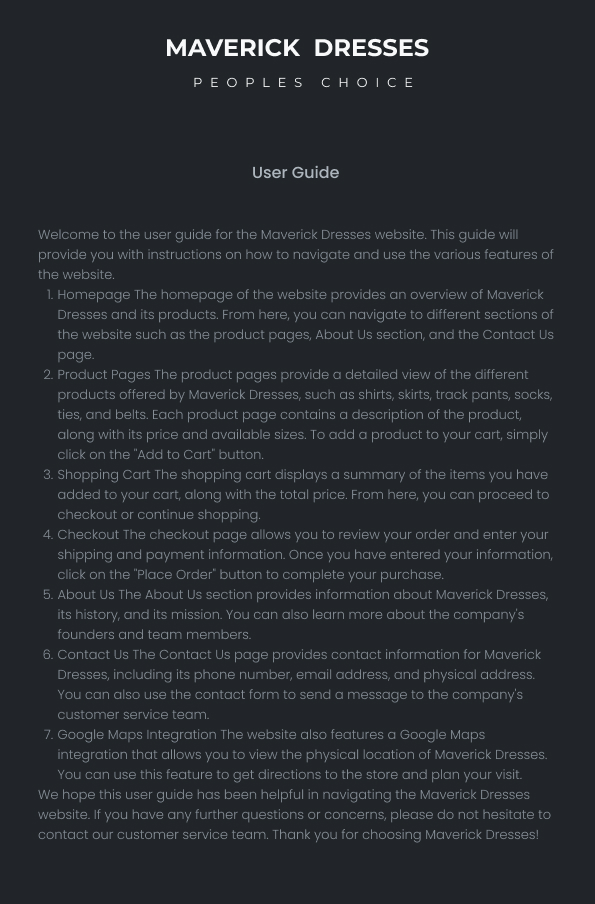 MAVERICK DRESSES
PEOPLES CHOICE
User Guide
Welcome to the user guide for the Maverick Dresses website. This guide will
provide you with instructions on how to navigate and use the various features of
the website.
1. Homepage The homepage of the website provides an overview of Maverick
Dresses and its products. From here, you can navigate to different sections of
the website such as the product pages, About Us section, and the Contact Us
page.
2. Product Pages The product pages provide a detailed view of the different
products offered by Maverick Dresses, such as shirts, skirts, track pants, socks,
ties, and belts. Each product page contains a description of the product,
along with its price and available sizes. To add a product to your cart, simply
click on the "Add to Cart" button.
3. Shopping Cart The shopping cart displays a summary of the items you have
added to your cart, along with the total price. From here, you can proceed to
checkout or continue shopping.
4. Checkout The checkout page allows you to review your order and enter your
shipping and payment information. Once you have entered your information,
click on the "Place Order" button to complete your purchase.
5. About Us The About Us section provides information about Maverick Dresses,
its history, and its mission. You can also learn more about the company's
founders and team members.
6. Contact Us The Contact Us page provides contact information for Maverick
Dresses, including its phone number, email address, and physical address.
You can also use the contact form to send a message to the company's
customer service team.
7. Google Maps Integration The website also features a Google Maps
integration that allows you to view the physical location of Maverick Dresses.
You can use this feature to get directions to the store and plan your visit.
We hope this user guide has been helpful in navigating the Maverick Dresses
website. If you have any further questions or concerns, please do not hesitate to
contact our customer service team. Thank you for choosing Maverick Dresses!